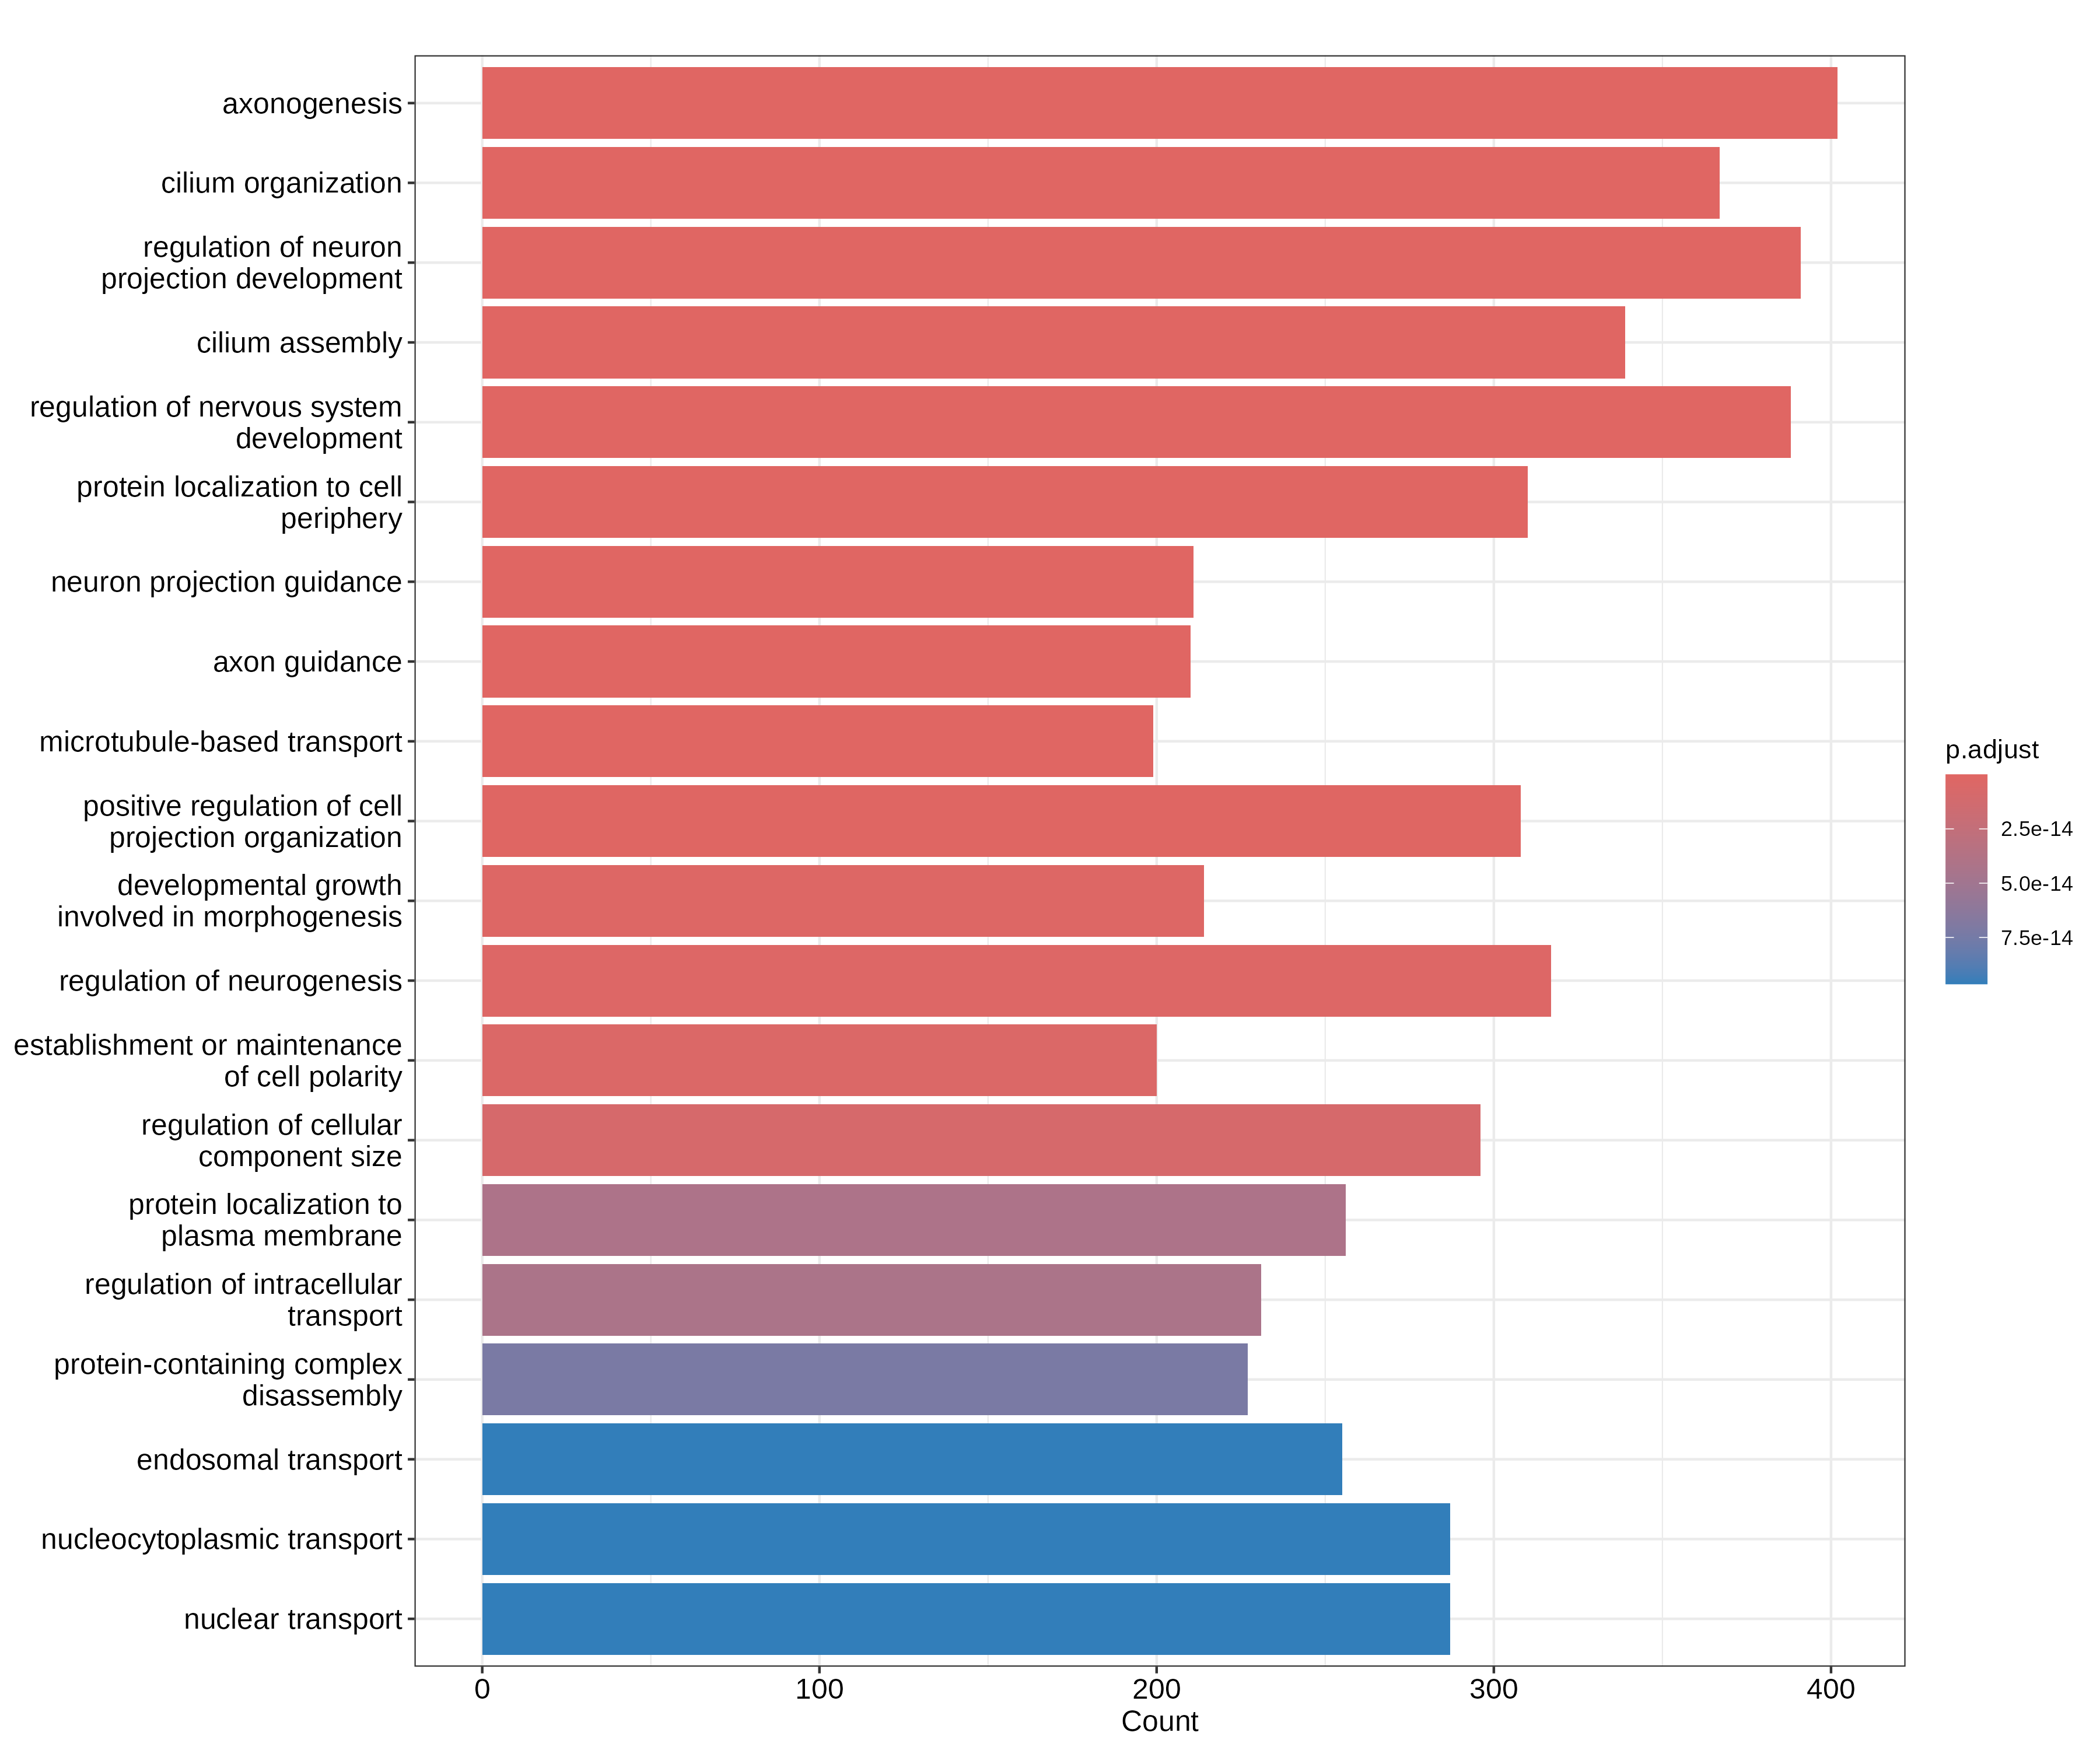 axonogenesis
cilium organization
regulation of neuron
projection development
cilium assembly
regulation of nervous system
development
protein localization to cell
periphery
neuron projection guidance
axon guidance
microtubule-based transport
positive regulation of cell
projection organization
developmental growth
involved in morphogenesis
regulation of neurogenesis
establishment or maintenance
of cell polarity
regulation of cellular
component size
protein localization to
plasma membrane
regulation of intracellular
transport
protein-containing complex
disassembly
endosomal transport
nucleocytoplasmic transport
nuclear transport
0 100 200 300 400
Count
p.adjust
2.5e-14
5.0e-14
7.5e-14